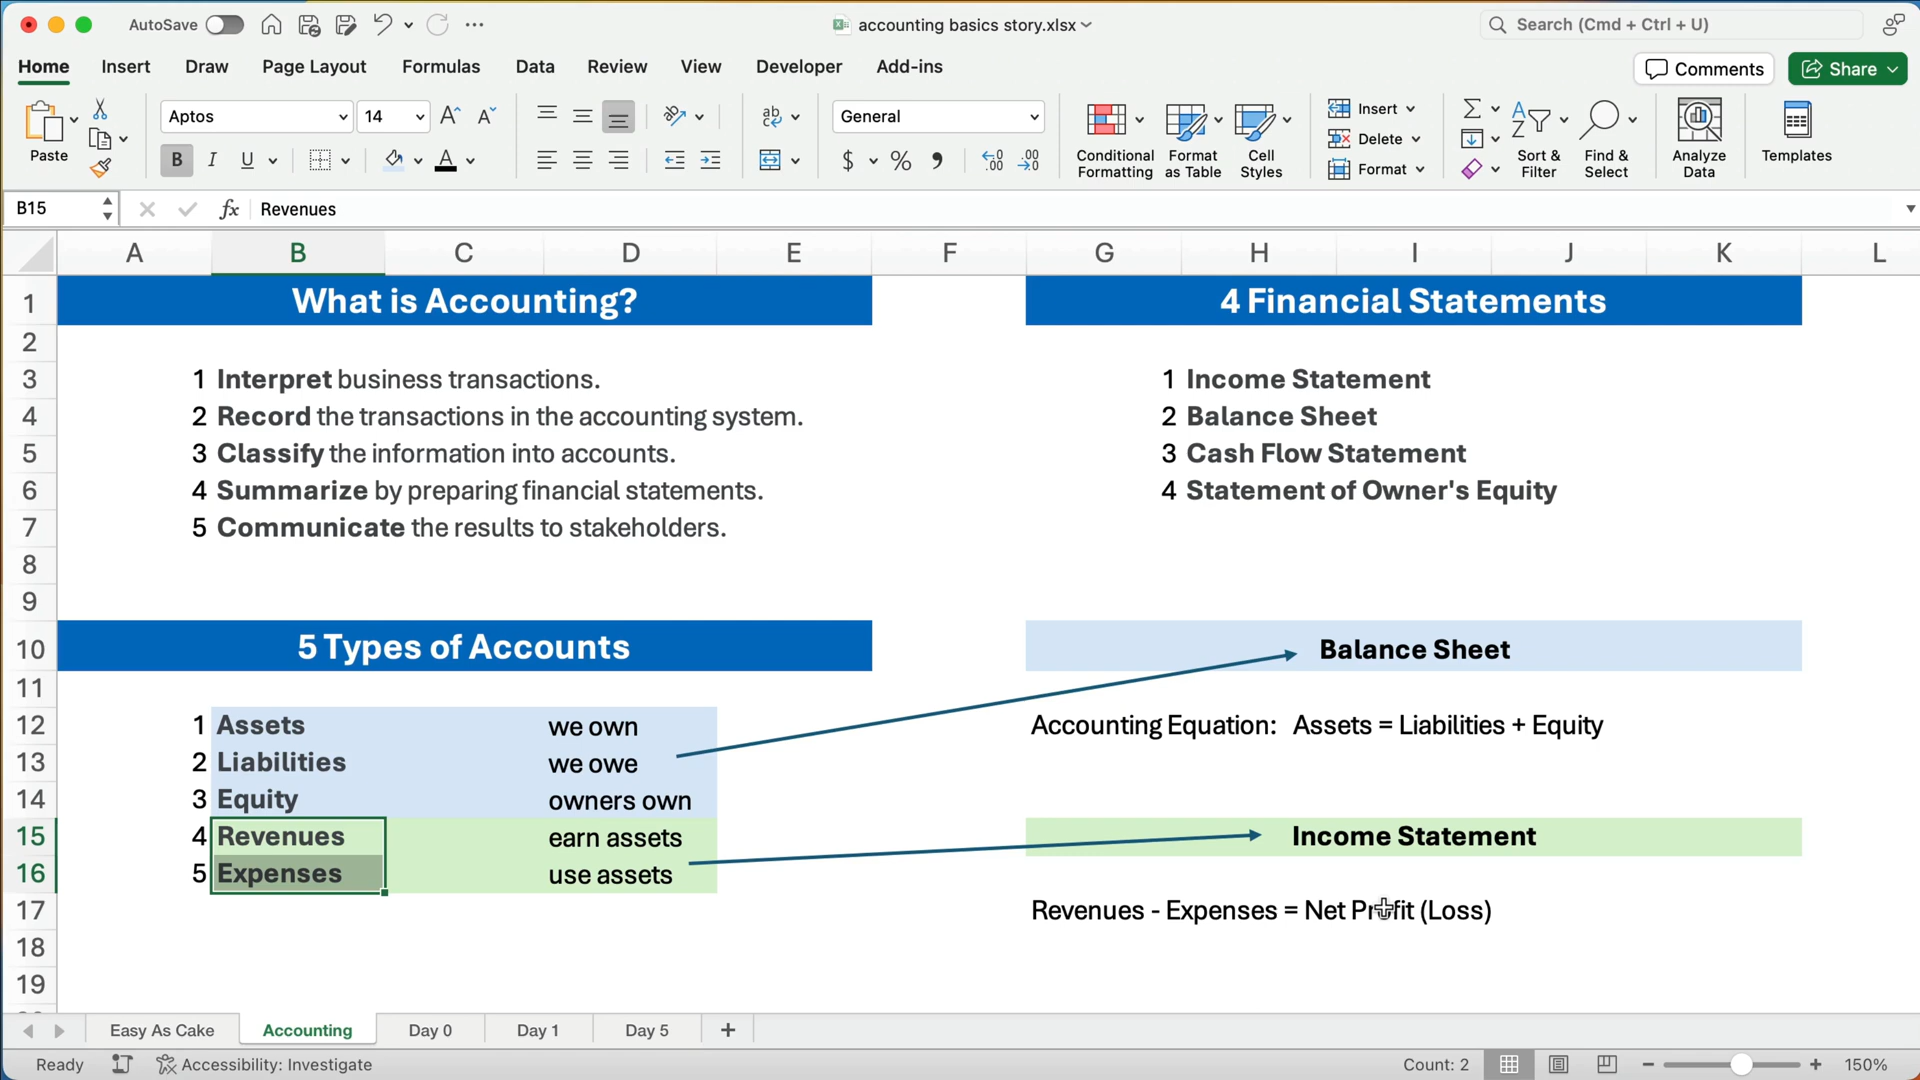 AutoSave
accounting basics story.xlsx
Search (Cmd + Ctrl + U)
Home Insert Draw Page Layout Formulas Data Review View Developer Add-ins
Comments Share
Paste
Aptos 14
B I U A
ab
General
$ % 9
Conditional Formatting
Format as Table
Cell Styles
Insert
Delete
Format
Sort & Filter
Find & Select
Analyze Data
Templates
B15 fx Revenues
A B C D E F G H I J K L
1 What is Accounting? 4 Financial Statements
2
3 1 Interpret business transactions. 1 Income Statement
4 2 Record the transactions in the accounting system. 2 Balance Sheet
5 3 Classify the information into accounts. 3 Cash Flow Statement
6 4 Summarize by preparing financial statements. 4 Statement of Owner's Equity
7 5 Communicate the results to stakeholders.
8
9
10 5 Types of Accounts Balance Sheet
11
12 1 Assets we own Accounting Equation: Assets = Liabilities + Equity
13 2 Liabilities we owe
14 3 Equity owners own
15 4 Revenues earn assets Income Statement
16 5 Expenses use assets
17 Revenues - Expenses = Net Profit (Loss)
18
19
Easy As Cake Accounting Day 0 Day 1 Day 5 +
Ready Accessibility: Investigate Count: 2 150%